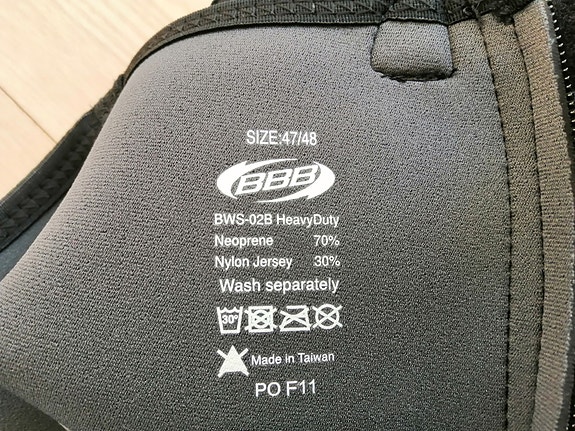 SIZE:47/48
BBB
BWS-02B HeavyDuty
Neoprene 70%
Nylon Jersey 30%
Wash separately
30°
Made in Taiwan
PO F11